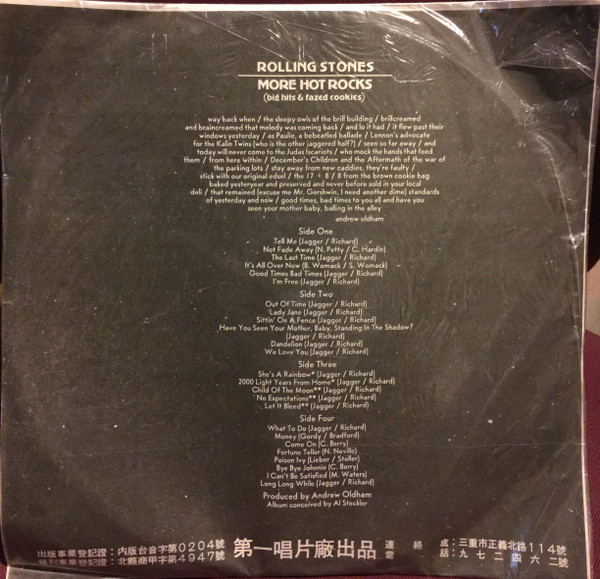 ROLLING STONES
MORE HOT ROCKS
(big hits & fazed cookies)
way back when / the sleepy owls of the brill building / brillcreamed
and braincreamed that melody was coming back / and lo it had / it flew past their
windows yesterday / as Paulie, a bebeatled ballade / Lennon's advocate
for the Kalin Twins (who is the other jaggered half?) / seen so far away / and
today will never come to the Judas Iscariots / who mock the hands that feed
them / from here within / December's Children and the Aftermath of the war of
the parking lots / stay away from new caddies, they're faulty /
stick with our original edsel / the 17 + 8 / 8 from the brown cookie bag
baked yesteryear and preserved and never before sold in your local
deli / that remained (excuse me Mr. Gershwin, I need another dime) standards
of yesterday and now / good times, bad times to you all and have you
seen your mother baby, balling in the alley
andrew oldham
Side One
Tell Me (Jagger / Richard)
Not Fade Away (N. Petty / C. Hardin)
The Last Time (Jagger / Richard)
It's All Over Now (B. Womack / S. Womack)
Good Times Bad Times (Jagger / Richard)
I'm Free (Jagger / Richard)
Side Two
Out Of Time (Jagger / Richard)
Lady Jane (Jagger / Richard)
Sittin' On A Fence (Jagger / Richard)
Have You Seen Your Mother, Baby, Standing In The Shadow?
(Jagger / Richard)
Dandelion (Jagger / Richard)
We Love You (Jagger / Richard)
Side Three
She's A Rainbow* (Jagger / Richard)
2000 Light Years From Home* (Jagger / Richard)
Child Of The Moon** (Jagger / Richard)
No Expectations** (Jagger / Richard)
Let It Bleed** (Jagger / Richard)
Side Four
What To Do (Jagger / Richard)
Money (Gordy / Bradford)
Come On (C. Berry)
Fortune Teller (N. Neville)
Poison Ivy (Lieber / Stoller)
Bye Bye Johnnie (C. Berry)
I Can't Be Satisfied (M. Waters)
Long Long While (Jagger / Richard)
Produced by Andrew Oldham
Album conceived by Al Steckler
出版事業登記證：内版台音字第0204號
北縣商甲字第4947號
第一唱片廠出品
連絡處：三重市正義北路114號
電話：九七二四六二號